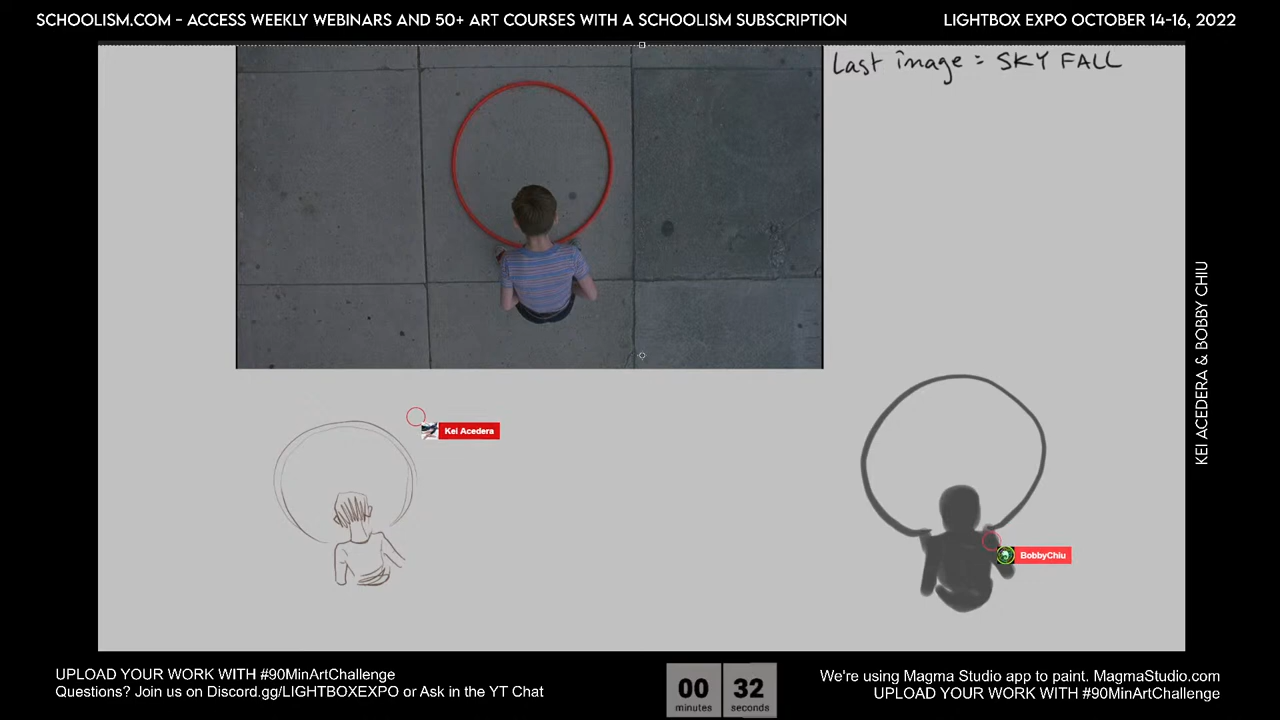 SCHOOLISM.COM - ACCESS WEEKLY WEBINARS AND 50+ ART COURSES WITH A SCHOOLISM SUBSCRIPTION
LIGHTBOX EXPO OCTOBER 14-16, 2022
Last image = SKY FALL
KEI ACEDERA & BOBBY CHIU
Kei Acedera
BobbyChiu
UPLOAD YOUR WORK WITH #90MinArtChallenge
Questions? Join us on Discord.gg/LIGHTBOXEXPO or Ask in the YT Chat
00 32
minutes seconds
We're using Magma Studio app to paint. MagmaStudio.com
UPLOAD YOUR WORK WITH #90MinArtChallenge